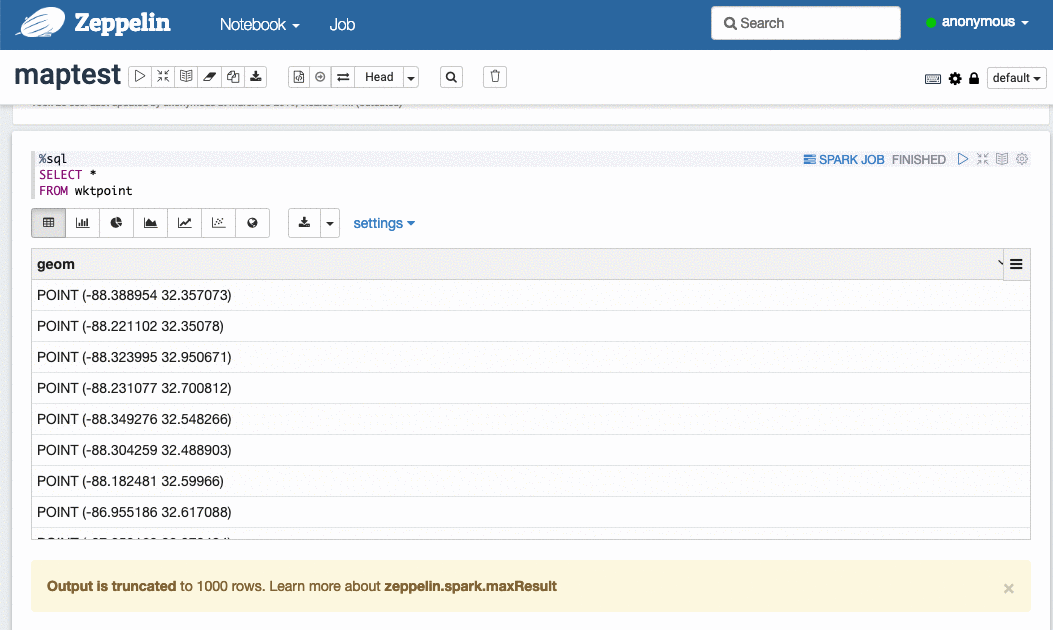 Zeppelin Notebook Job Search anonymous
maptest Head default
%sql SPARK JOB FINISHED
SELECT *
FROM wktpoint
settings
geom
POINT (-88.388954 32.357073)
POINT (-88.221102 32.35078)
POINT (-88.323995 32.950671)
POINT (-88.231077 32.700812)
POINT (-88.349276 32.548266)
POINT (-88.304259 32.488903)
POINT (-88.182481 32.59966)
POINT (-86.955186 32.617088)
Output is truncated to 1000 rows. Learn more about zeppelin.spark.maxResult